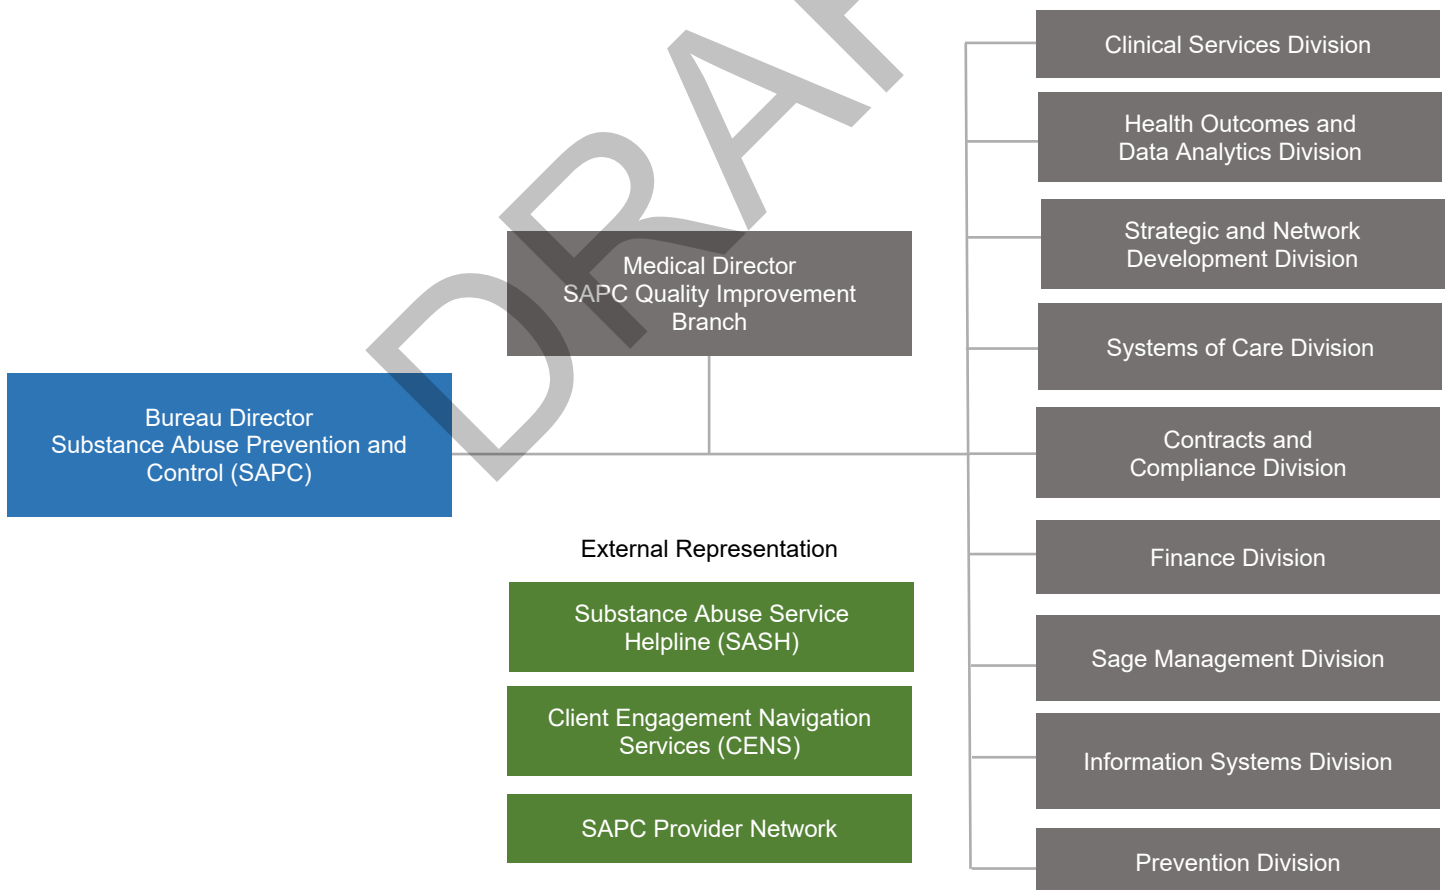 Clinical Services Division
Health Outcomes and
Data Analytics Division
Strategic and Network
Development Division
Medical Director
SAPC Quality Improvement
Branch
Systems of Care Division
Bureau Director
Substance Abuse Prevention and
Control (SAPC)
Contracts and
Compliance Division
External Representation
Finance Division
Substance Abuse Service
Helpline (SASH)
Sage Management Division
Client Engagement Navigation
Services (CENS)
Information Systems Division
SAPC Provider Network
Prevention Division
DRAF